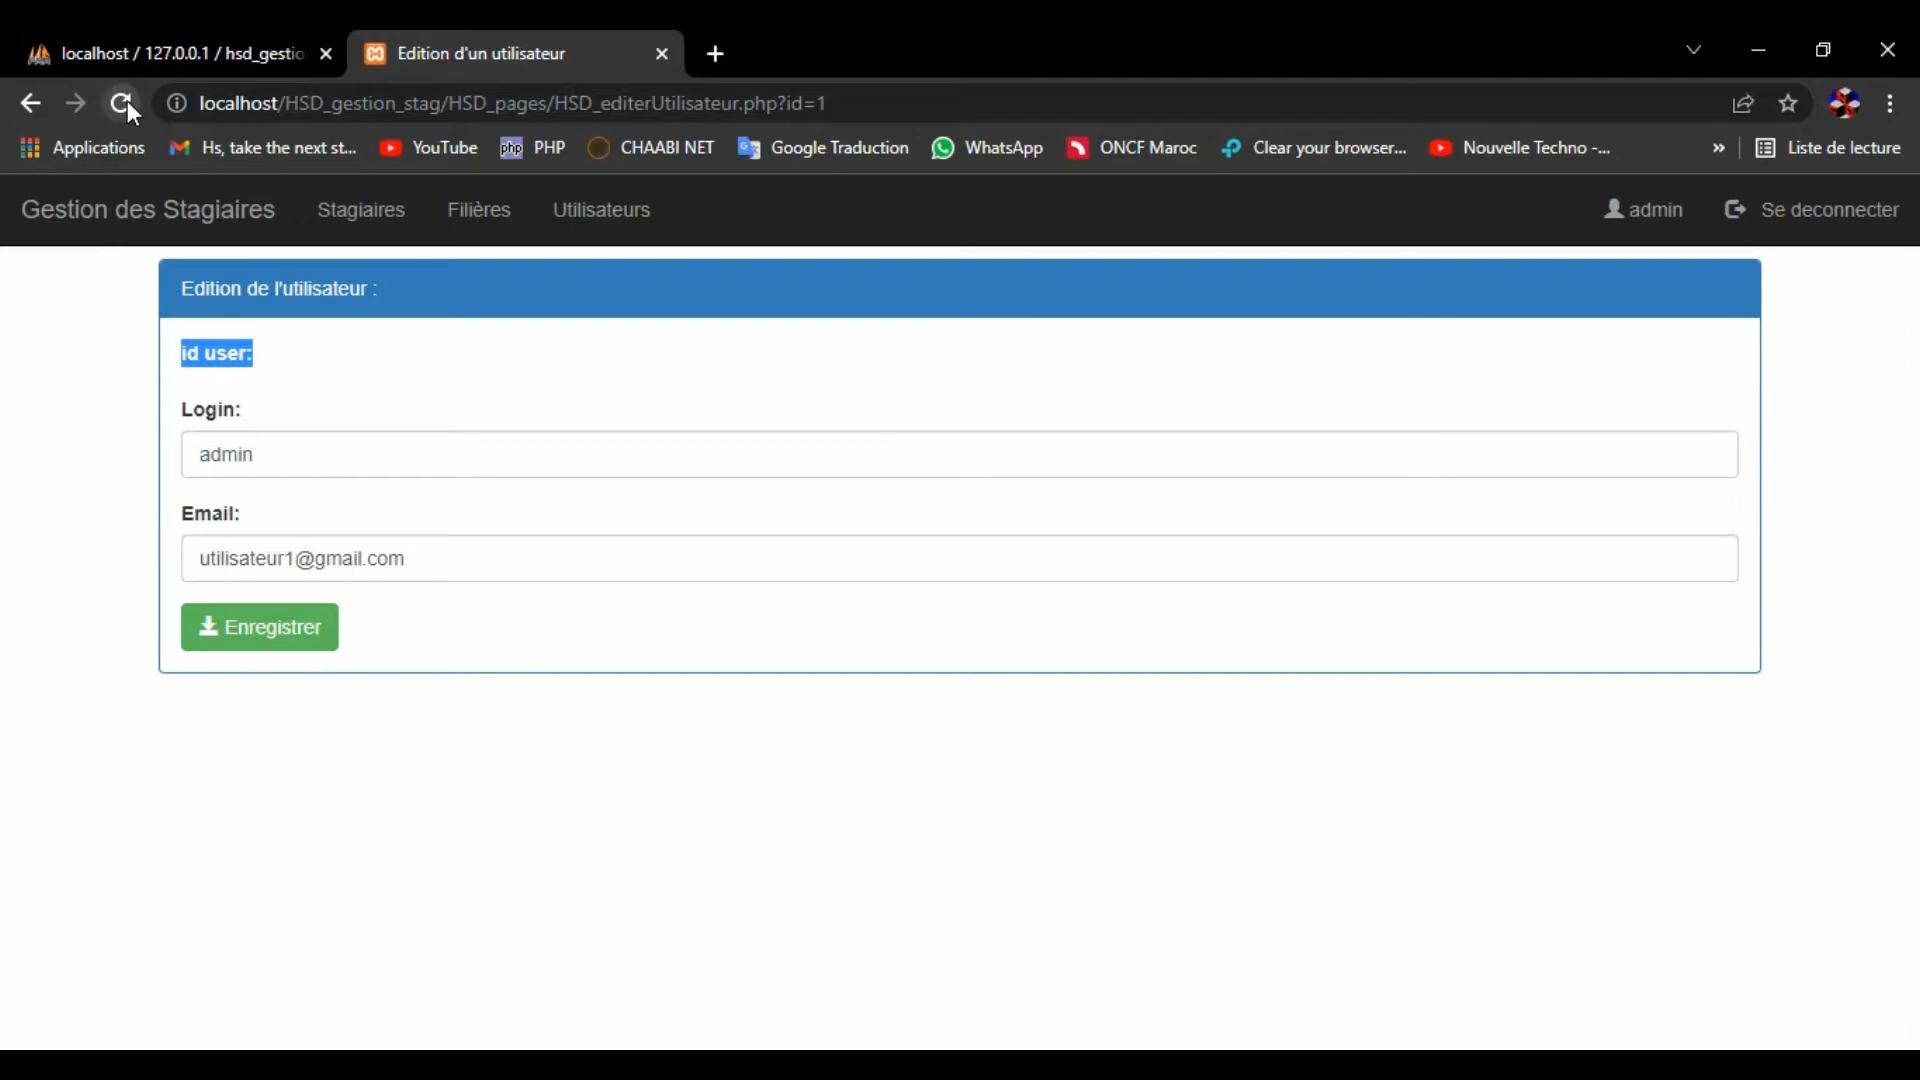 localhost / 127.0.0.1 / hsd_gestio
Edition d'un utilisateur
localhost/HSD_gestion_stag/HSD_pages/HSD_editerUtilisateur.php?id=1
Applications Hs, take the next st... YouTube php PHP CHAABI NET Google Traduction WhatsApp ONCF Maroc Clear your browser... Nouvelle Techno -... » Liste de lecture
Gestion des Stagiaires Stagiaires Filières Utilisateurs admin Se deconnecter
Edition de l'utilisateur :
id user:
Login:
admin
Email:
utilisateur1@gmail.com
Enregistrer